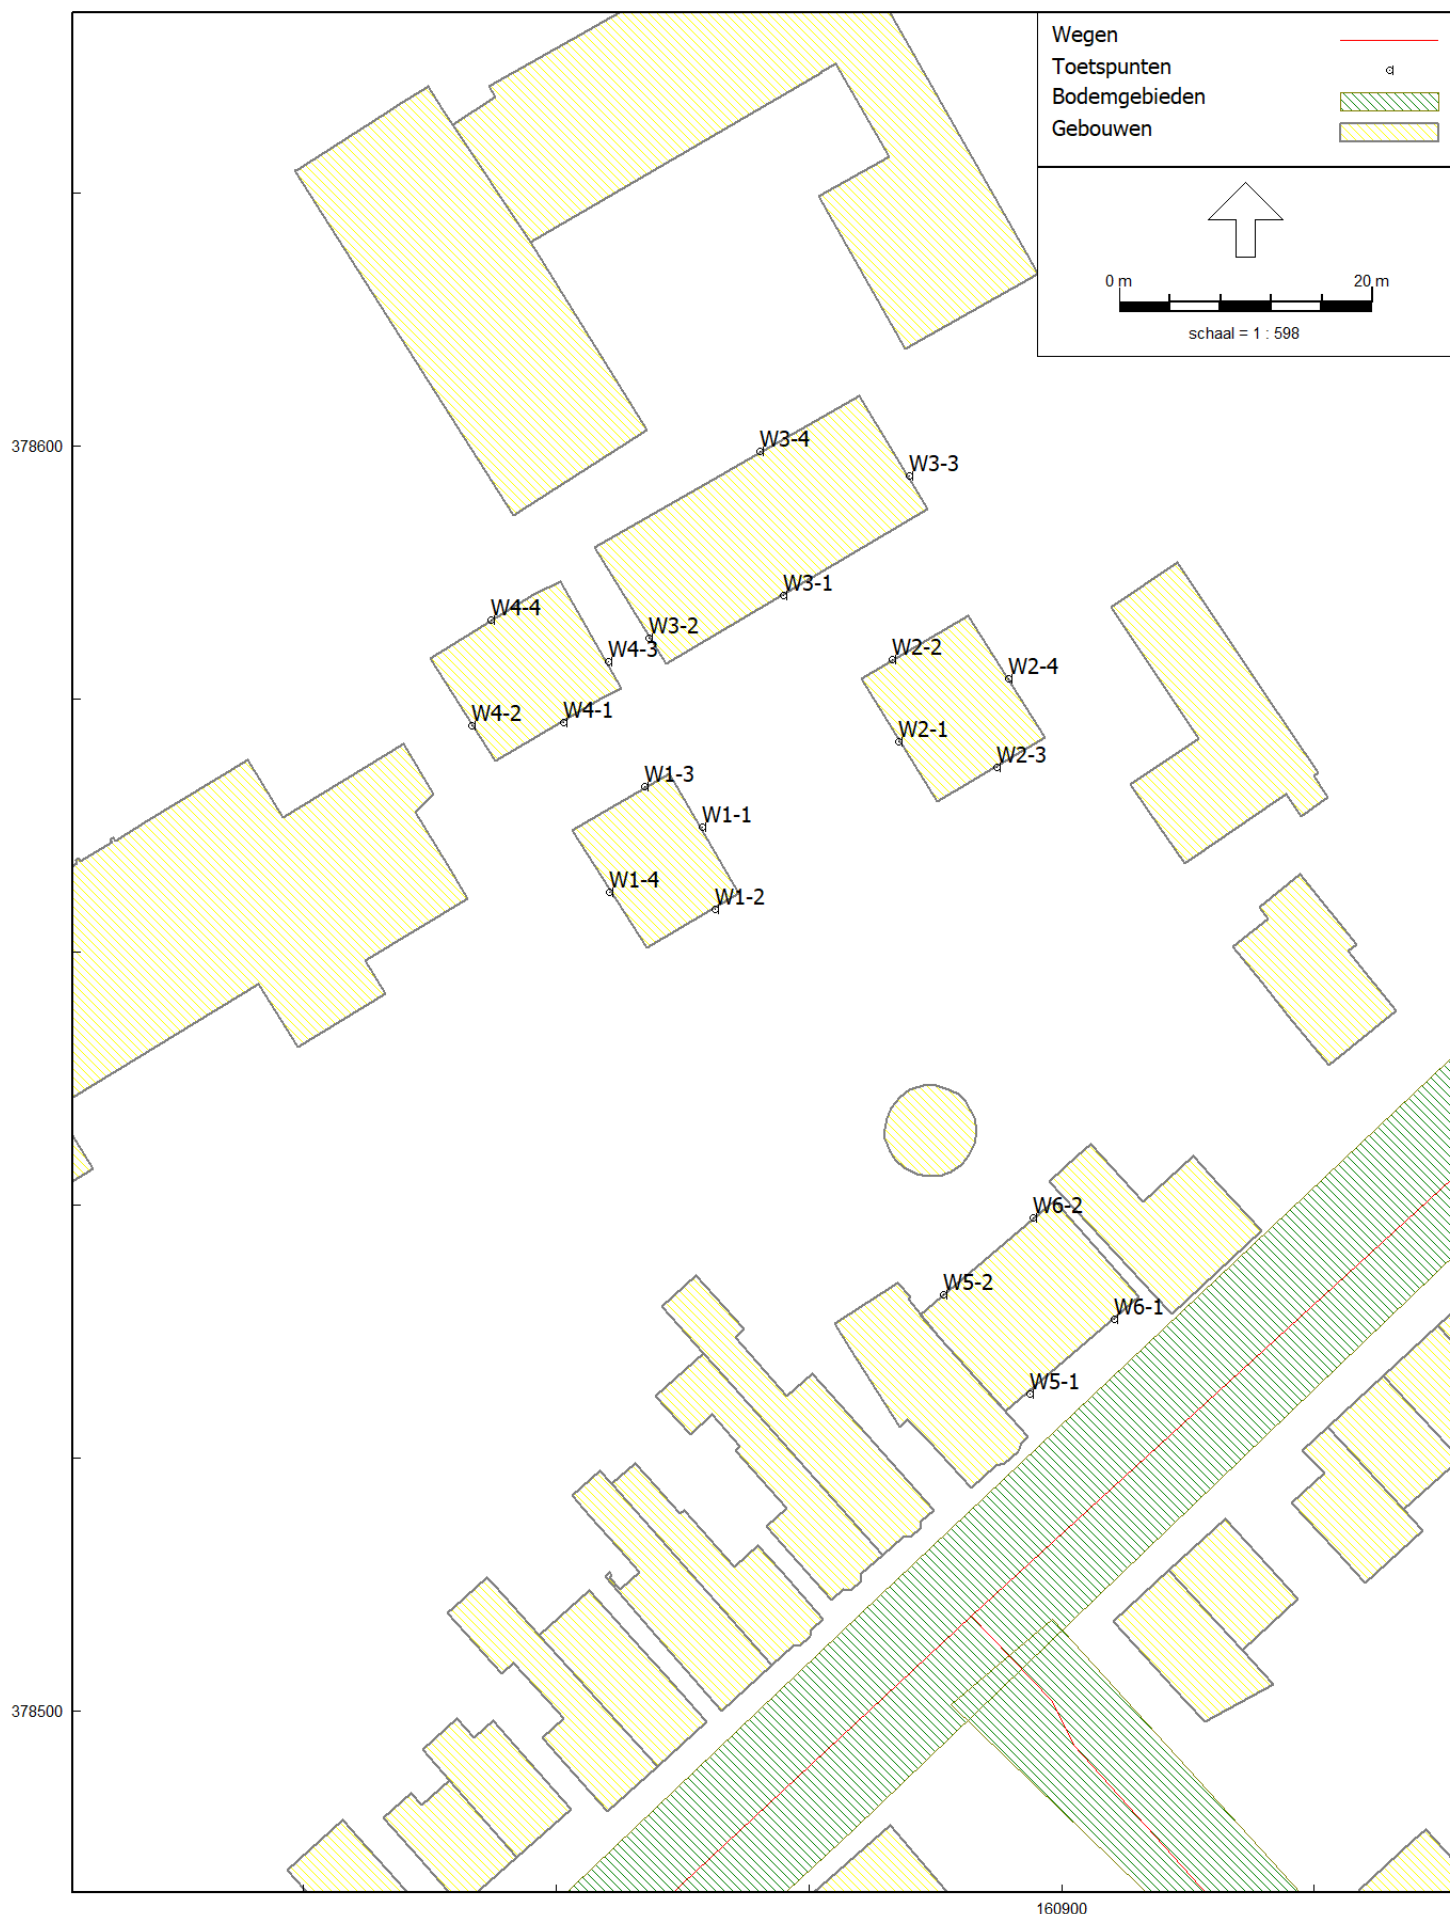 Wegen
Toetspunten
Bodemgebieden
Gebouwen
0 m 20 m
schaal = 1 : 598
378600
W3-4
W3-3
W3-1
W4-4
W3-2
W4-3
W2-2
W2-4
W4-2
W4-1
W2-1
W2-3
W1-3
W1-1
W1-4
W1-2
W6-2
W5-2
W6-1
W5-1
378500
160900